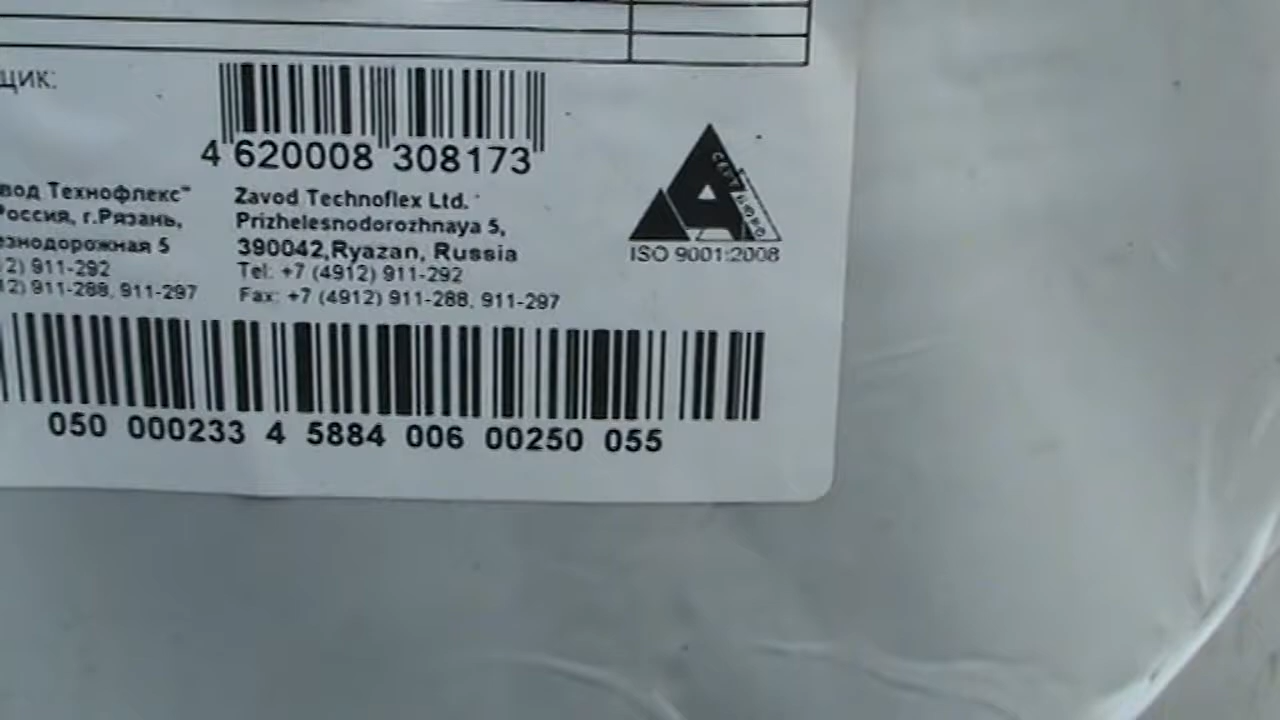 щик:
4 620008 308173
вод Технофлекс"
Россия, г.Рязань,
езнодорожная 5
2) 911-292
12) 911-288, 911-297
Zavod Technoflex Ltd.
Prizhelesnodorozhnaya 5,
390042,Ryazan, Russia
Tel: +7 (4912) 911-292
Fax: +7 (4912) 911-288, 911-297
ISO 9001:2008
050 000233 4 5884 006 00250 055